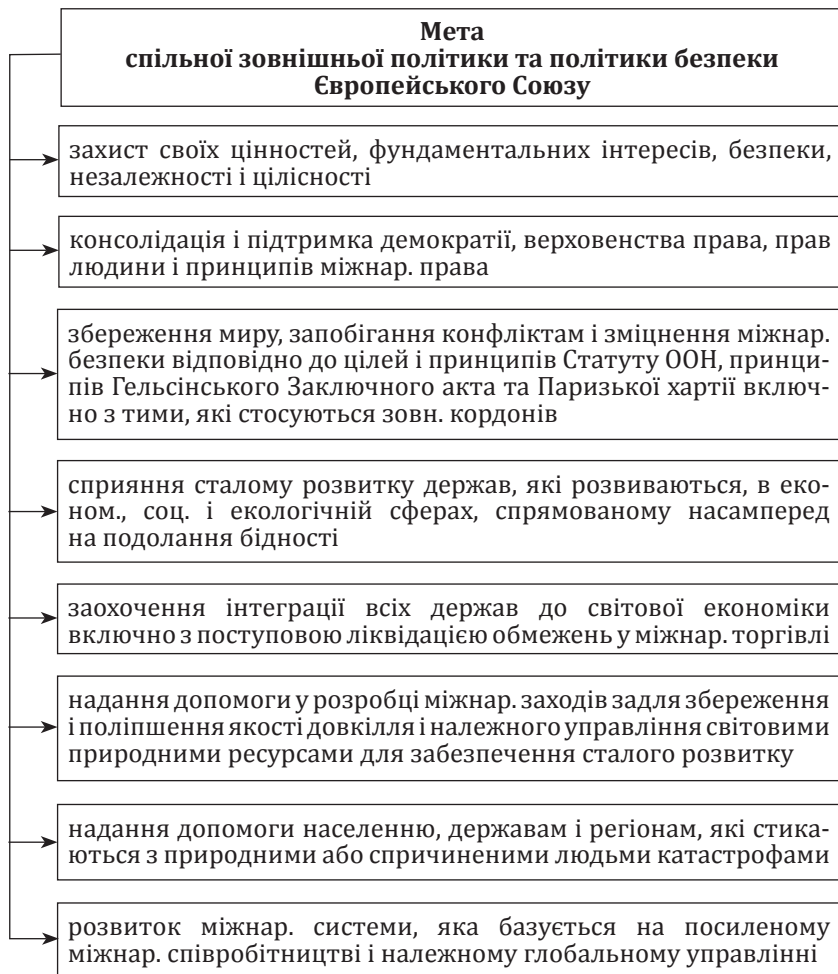 Мета
спільної зовнішньої політики та політики безпеки
Європейського Союзу
захист своїх цінностей, фундаментальних інтересів, безпеки,
незалежності і цілісності
консолідація і підтримка демократії, верховенства права, прав
людини і принципів міжнар. права
збереження миру, запобігання конфліктам і зміцнення міжнар.
безпеки відповідно до цілей і принципів Статуту ООН, принци-
пів Гельсінського Заключного акта та Паризької хартії включ-
но з тими, які стосуються зовн. кордонів
сприяння сталому розвитку держав, які розвиваються, в еко-
ном., соц. і екологічній сферах, спрямованому насамперед
на подолання бідності
заохочення інтеграції всіх держав до світової економіки
включно з поступовою ліквідацією обмежень у міжнар. торгівлі
надання допомоги у розробці міжнар. заходів задля збереження
і поліпшення якості довкілля і належного управління світовими
природними ресурсами для забезпечення сталого розвитку
надання допомоги населенню, державам і регіонам, які стика-
ються з природними або спричиненими людьми катастрофами
розвиток міжнар. системи, яка базується на посиленому
міжнар. співробітництві і належному глобальному управлінні